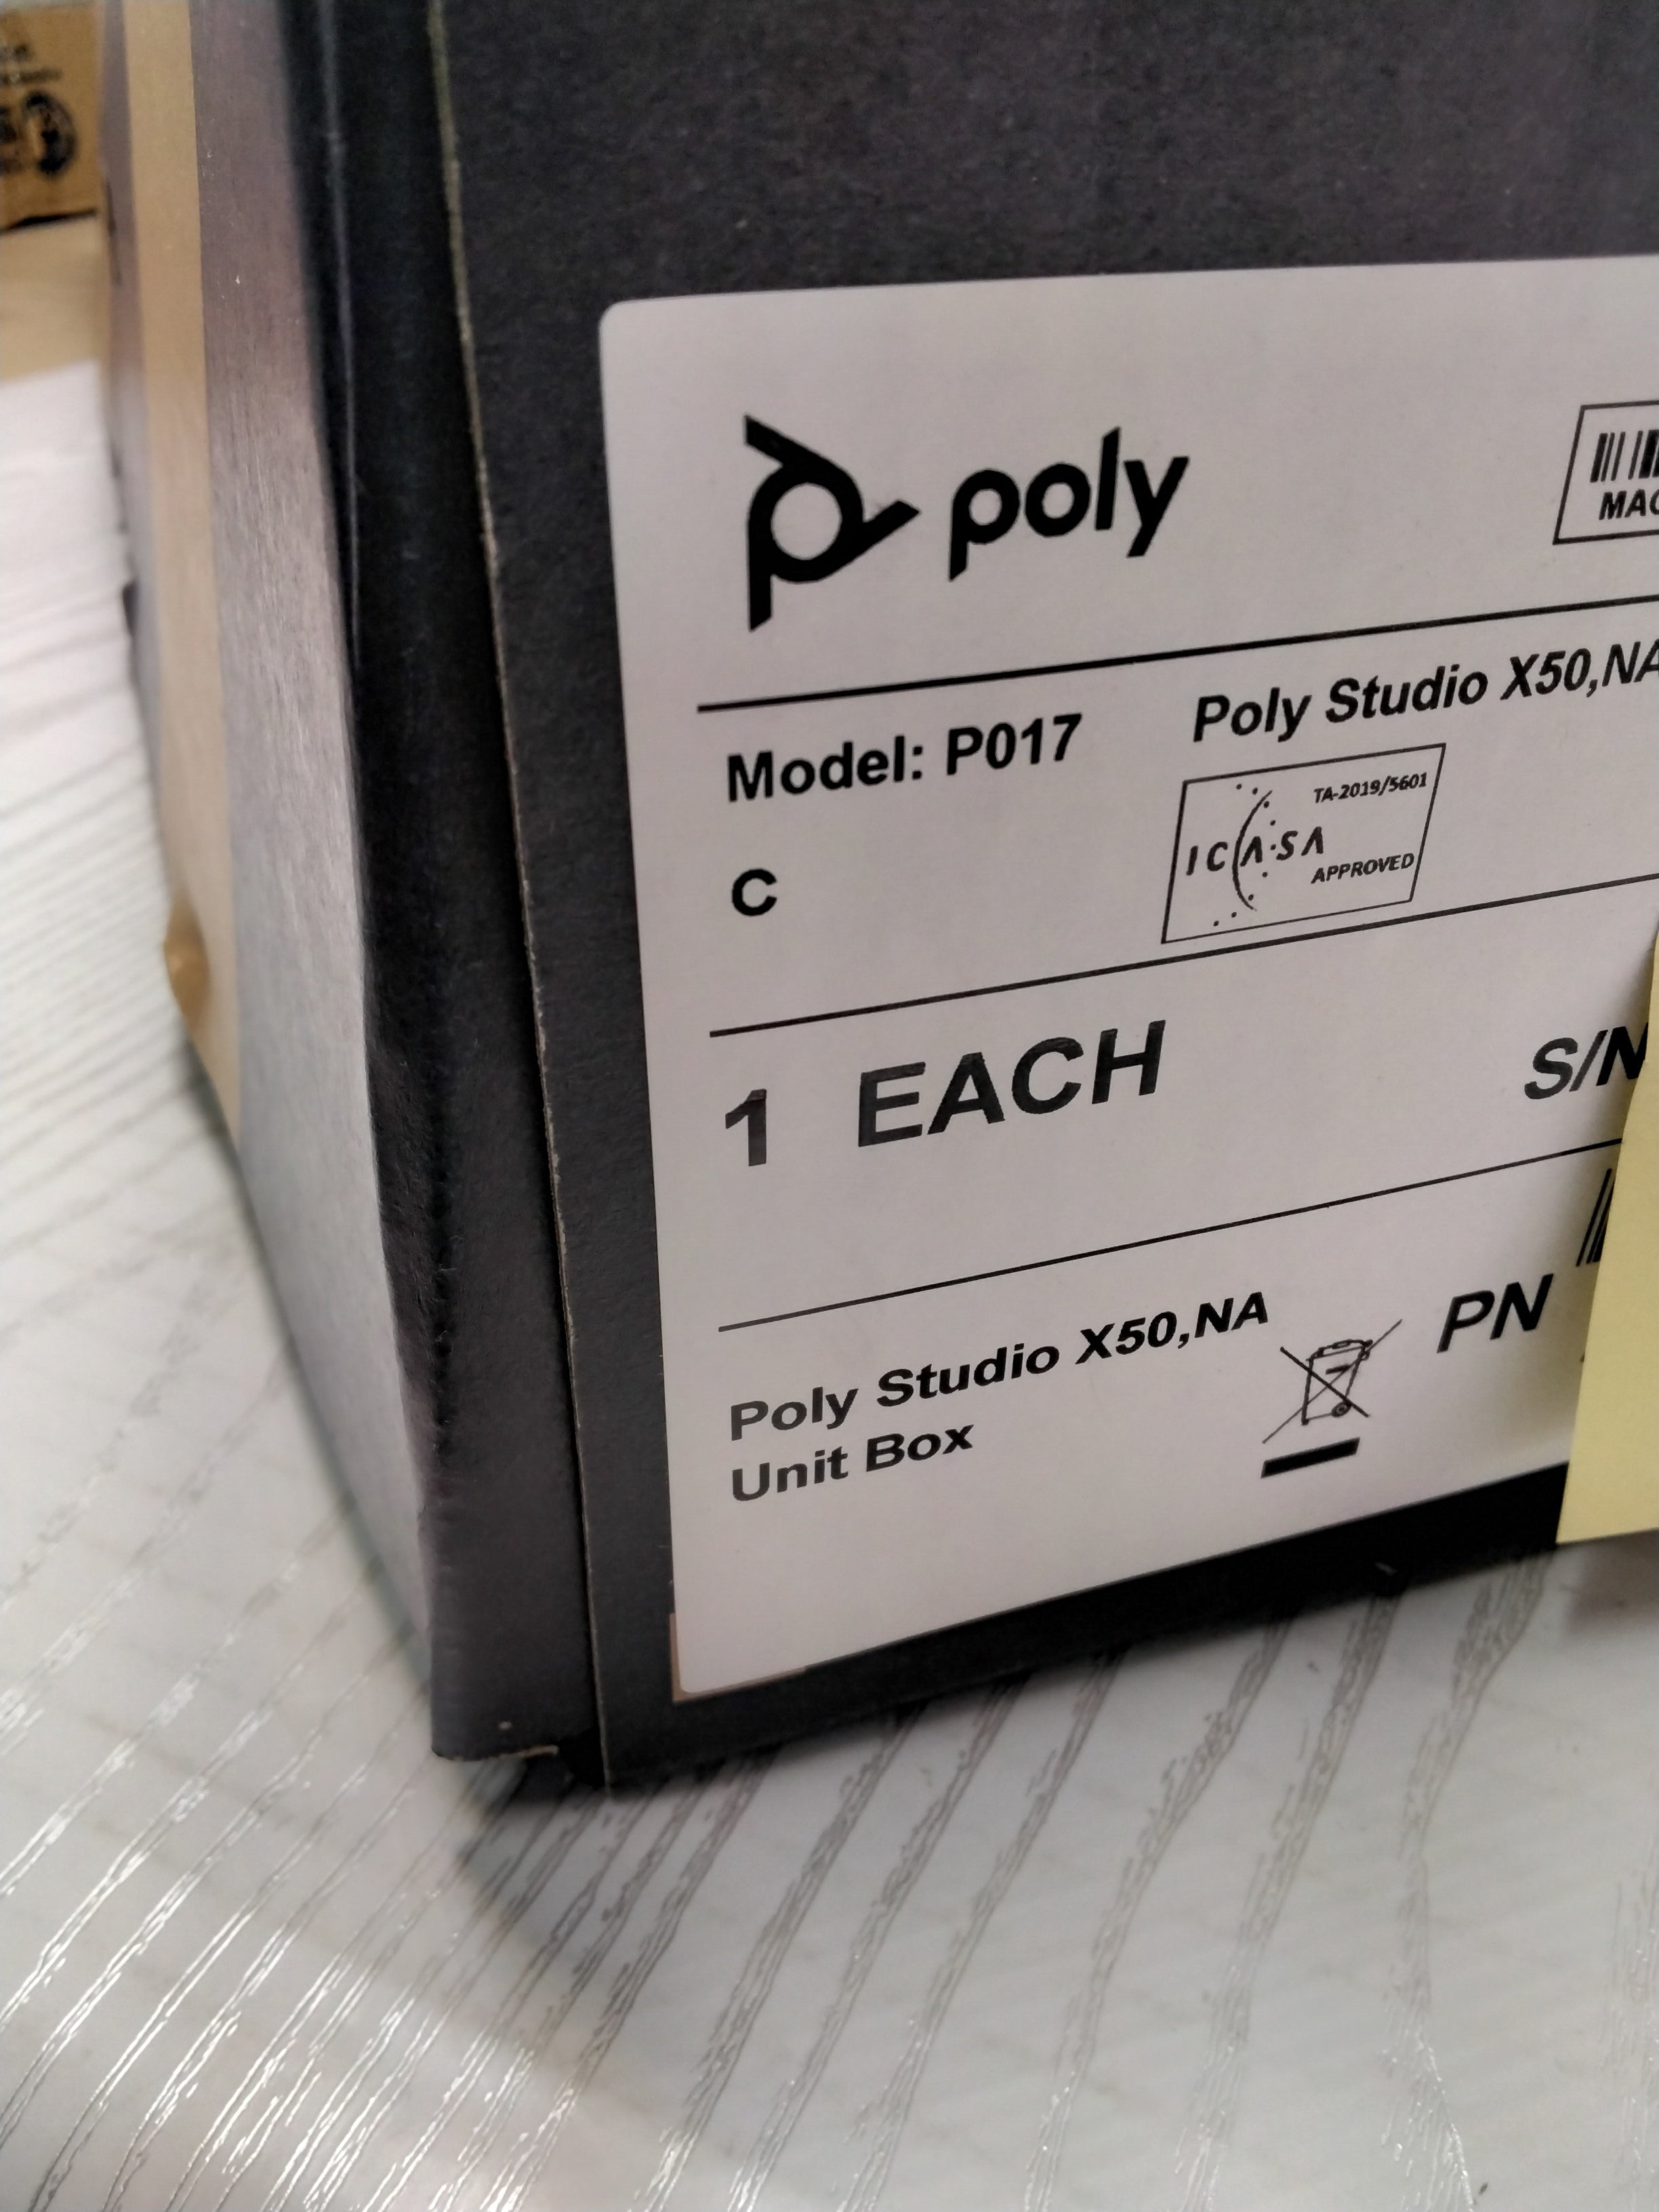 poly
MAC
Model: P017
Poly Studio X50,NA
C
TA-2019/5601
ICASA
APPROVED
1 EACH
S/N
Poly Studio X50,NA
Unit Box
PN